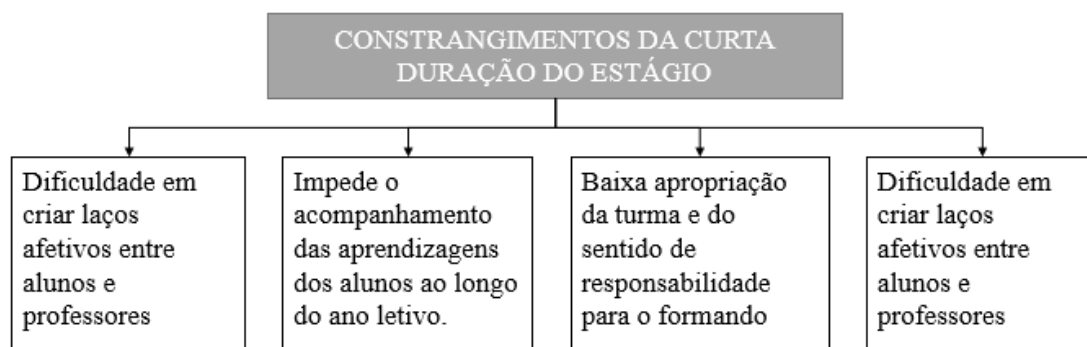 CONSTRANGIMENTOS DA CURTA
DURAÇÃO DO ESTÁGIO
Dificuldade em
criar laços
afetivos entre
alunos e
professores
Impede o
acompanhamento
das aprendizagens
dos alunos ao longo
do ano letivo.
Baixa apropriação
da turma e do
sentido de
responsabilidade
para o formando
Dificuldade em
criar laços
afetivos entre
alunos e
professores